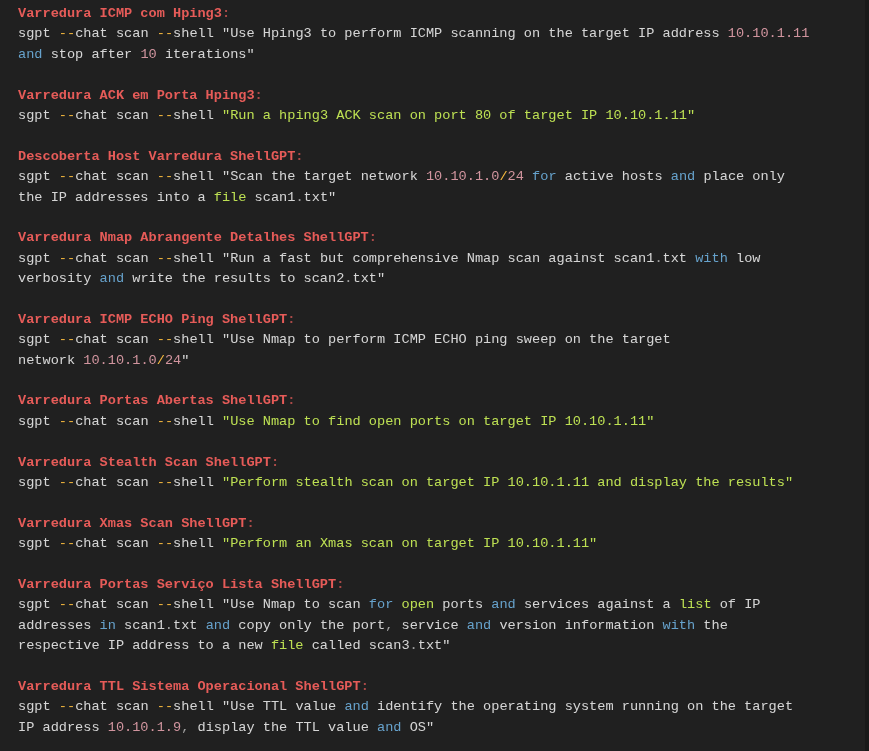 Varredura ICMP com Hping3:
sgpt --chat scan --shell "Use Hping3 to perform ICMP scanning on the target IP address 10.10.1.11
and stop after 10 iterations"
Varredura ACK em Porta Hping3:
sgpt --chat scan --shell "Run a hping3 ACK scan on port 80 of target IP 10.10.1.11"
Descoberta Host Varredura ShellGPT:
sgpt --chat scan --shell "Scan the target network 10.10.1.0/24 for active hosts and place only
the IP addresses into a file scan1.txt"
Varredura Nmap Abrangente Detalhes ShellGPT:
sgpt --chat scan --shell "Run a fast but comprehensive Nmap scan against scan1.txt with low
verbosity and write the results to scan2.txt"
Varredura ICMP ECHO Ping ShellGPT:
sgpt --chat scan --shell "Use Nmap to perform ICMP ECHO ping sweep on the target
network 10.10.1.0/24"
Varredura Portas Abertas ShellGPT:
sgpt --chat scan --shell "Use Nmap to find open ports on target IP 10.10.1.11"
Varredura Stealth Scan ShellGPT:
sgpt --chat scan --shell "Perform stealth scan on target IP 10.10.1.11 and display the results"
Varredura Xmas Scan ShellGPT:
sgpt --chat scan --shell "Perform an Xmas scan on target IP 10.10.1.11"
Varredura Portas Serviço Lista ShellGPT:
sgpt --chat scan --shell "Use Nmap to scan for open ports and services against a list of IP
addresses in scan1.txt and copy only the port, service and version information with the
respective IP address to a new file called scan3.txt"
Varredura TTL Sistema Operacional ShellGPT:
sgpt --chat scan --shell "Use TTL value and identify the operating system running on the target
IP address 10.10.1.9, display the TTL value and OS"